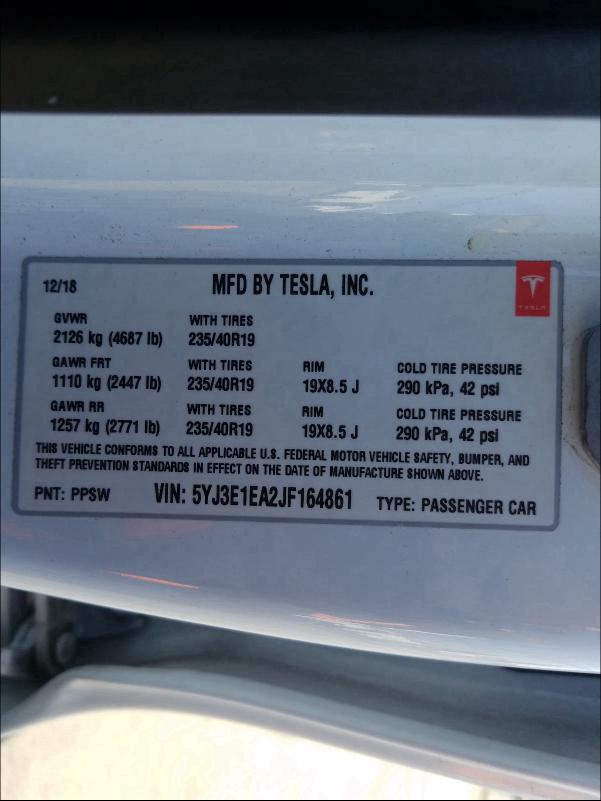 12/18 MFD BY TESLA, INC.
TESLA
GVWR WITH TIRES
2126 kg (4687 lb) 235/40R19
GAWR FRT WITH TIRES RIM COLD TIRE PRESSURE
1110 kg (2447 lb) 235/40R19 19X8.5 J 290 kPa, 42 psi
GAWR RR WITH TIRES RIM COLD TIRE PRESSURE
1257 kg (2771 lb) 235/40R19 19X8.5 J 290 kPa, 42 psi
THIS VEHICLE CONFORMS TO ALL APPLICABLE U.S. FEDERAL MOTOR VEHICLE SAFETY, BUMPER, AND
THEFT PREVENTION STANDARDS IN EFFECT ON THE DATE OF MANUFACTURE SHOWN ABOVE.
PNT: PPSW VIN: 5YJ3E1EA2JF164861 TYPE: PASSENGER CAR